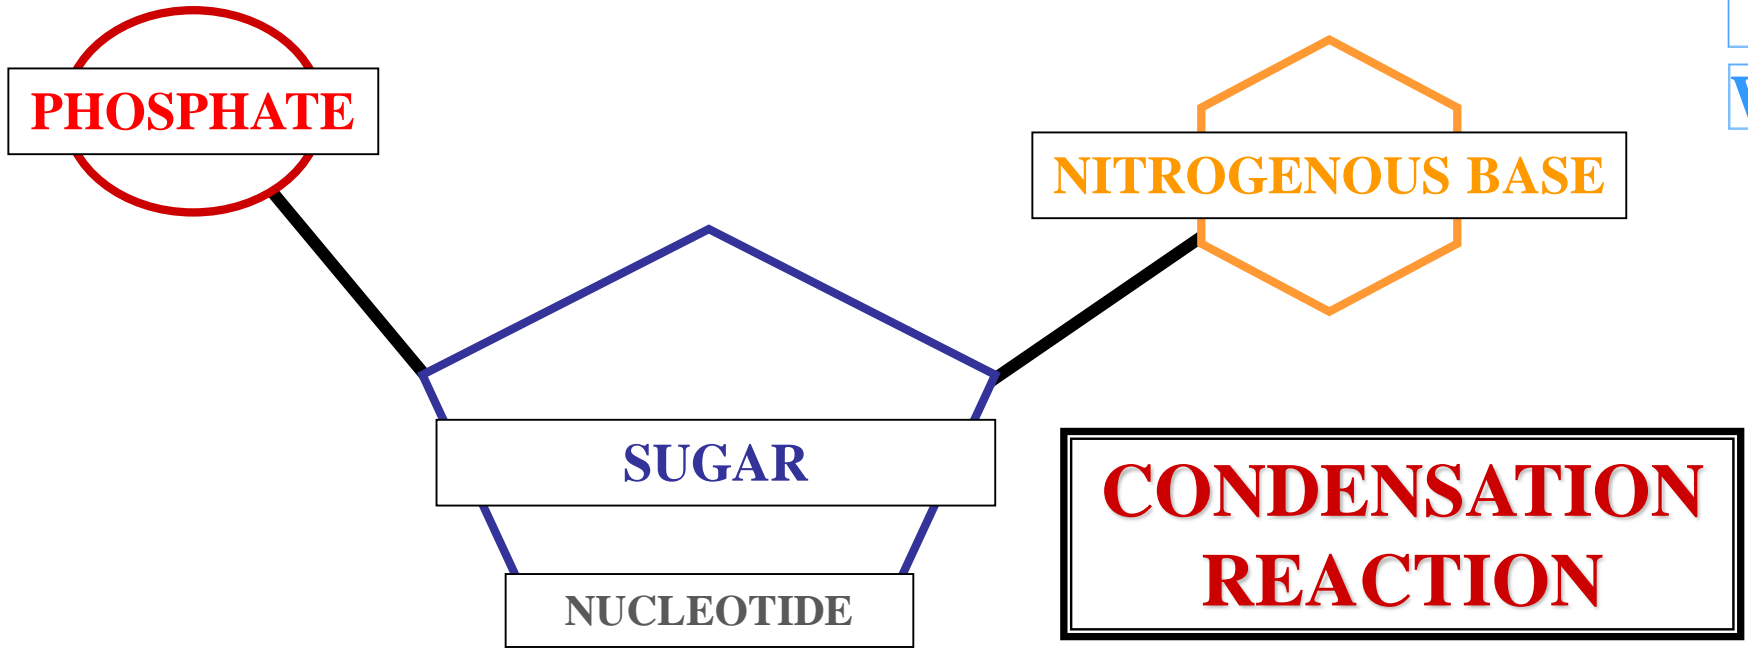 PHOSPHATE
NITROGENOUS BASE
SUGAR
CONDENSATION
REACTION
NUCLEOTIDE